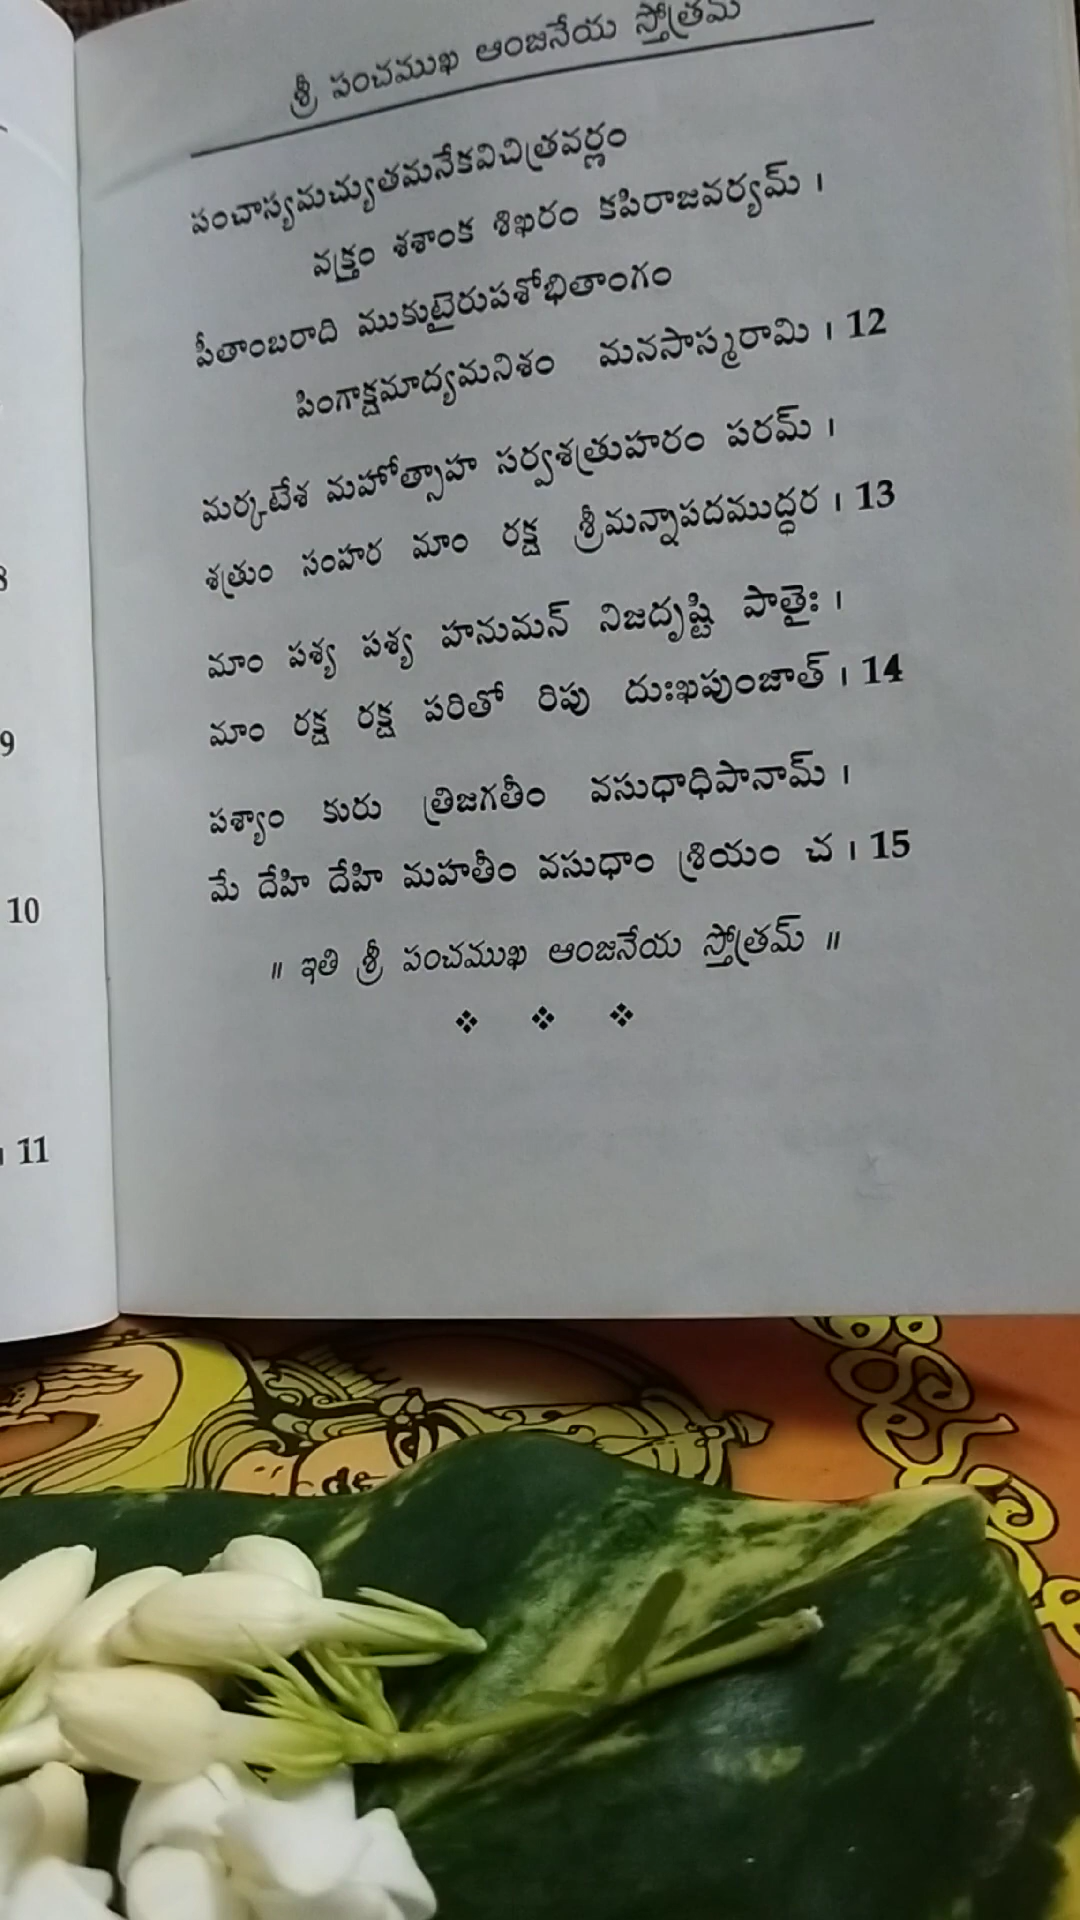 శ్రీ పంచముఖ ఆంజనేయ స్తోత్రమ్
పంచాస్యమచ్యుతమనేకవిచిత్రవర్ణం
వక్త్రం శశాంక శిఖరం కపిరాజవర్యమ్ ।
పీతాంబరాది ముకుటైరుపశోభితాంగం
పింగాక్షమాద్యమనిశం మనసాస్మరామి । 12
మర్కటేశ మహోత్సాహ సర్వశత్రుహరం పరమ్ ।
శత్రుం సంహర మాం రక్ష శ్రీమన్నాపదముద్ధర । 13
మాం పశ్య పశ్య హనుమన్ నిజదృష్టి పాతైః ।
మాం రక్ష రక్ష పరితో రిపు దుఃఖపుంజాత్ । 14
పశ్యాం కురు త్రిజగతీం వసుధాధిపానామ్ ।
మే దేహి దేహి మహతీం వసుధాం శ్రియం చ । 15
॥ ఇతి శ్రీ పంచముఖ ఆంజనేయ స్తోత్రమ్ ॥
8
9
10
। 11